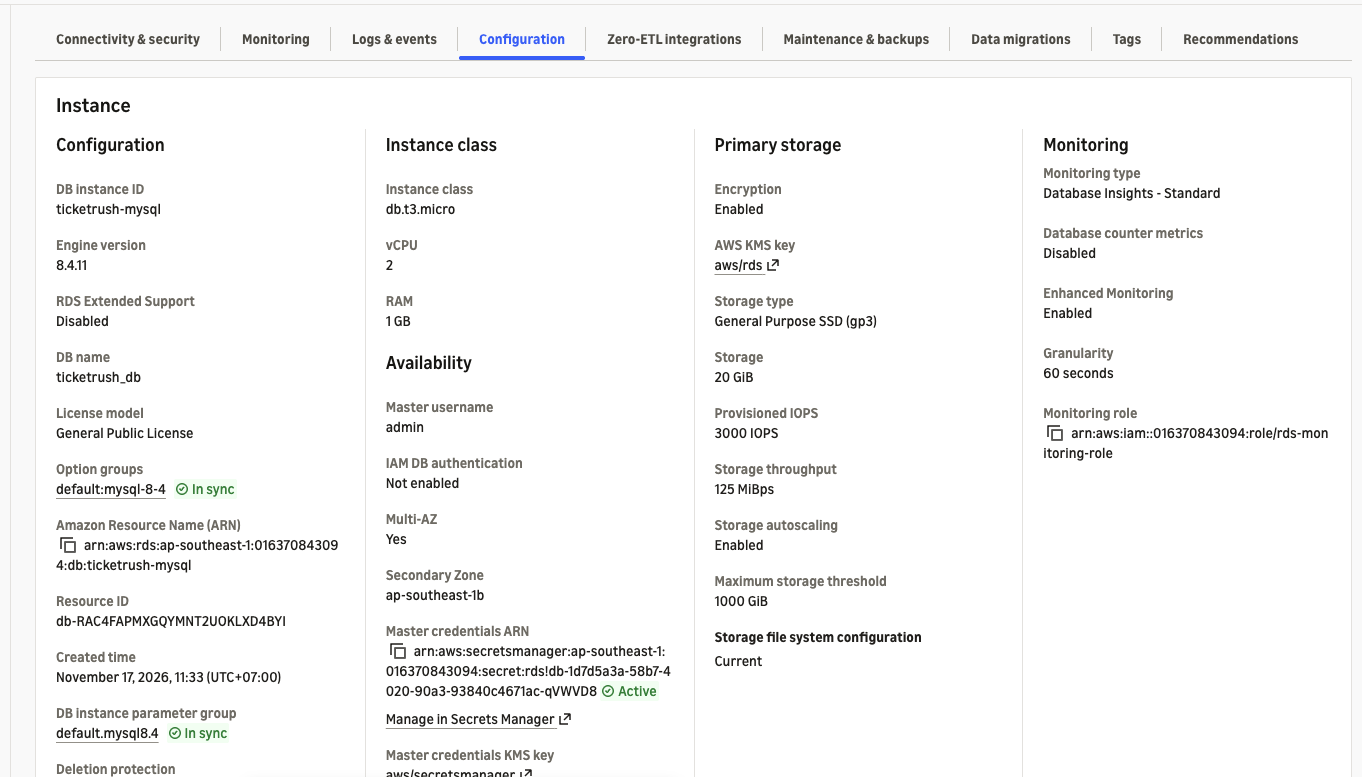 Connectivity & security
Monitoring
Logs & events
Configuration
Zero-ETL integrations
Maintenance & backups
Data migrations
Tags
Recommendations
Instance
Configuration
DB instance ID
ticketrush-mysql
Engine version
8.4.11
RDS Extended Support
Disabled
DB name
ticketrush_db
License model
General Public License
Option groups
default:mysql-8-4 In sync
Amazon Resource Name (ARN)
arn:aws:rds:ap-southeast-1:01637084309
4:db:ticketrush-mysql
Resource ID
db-RAC4FAPMXGQYMNT2UOKLXD4BYI
Created time
November 17, 2026, 11:33 (UTC+07:00)
DB instance parameter group
default.mysql8.4 In sync
Deletion protection
Instance class
Instance class
db.t3.micro
vCPU
2
RAM
1 GB
Availability
Master username
admin
IAM DB authentication
Not enabled
Multi-AZ
Yes
Secondary Zone
ap-southeast-1b
Master credentials ARN
arn:aws:secretsmanager:ap-southeast-1:
016370843094:secret:rds!db-1d7d5a3a-58b7-4
020-90a3-93840c4671ac-qVWVD8 Active
Manage in Secrets Manager
Master credentials KMS key
aws/secretsmanager
Primary storage
Encryption
Enabled
AWS KMS key
aws/rds
Storage type
General Purpose SSD (gp3)
Storage
20 GiB
Provisioned IOPS
3000 IOPS
Storage throughput
125 MiBps
Storage autoscaling
Enabled
Maximum storage threshold
1000 GiB
Storage file system configuration
Current
Monitoring
Monitoring type
Database Insights - Standard
Database counter metrics
Disabled
Enhanced Monitoring
Enabled
Granularity
60 seconds
Monitoring role
arn:aws:iam::016370843094:role/rds-mon
itoring-role